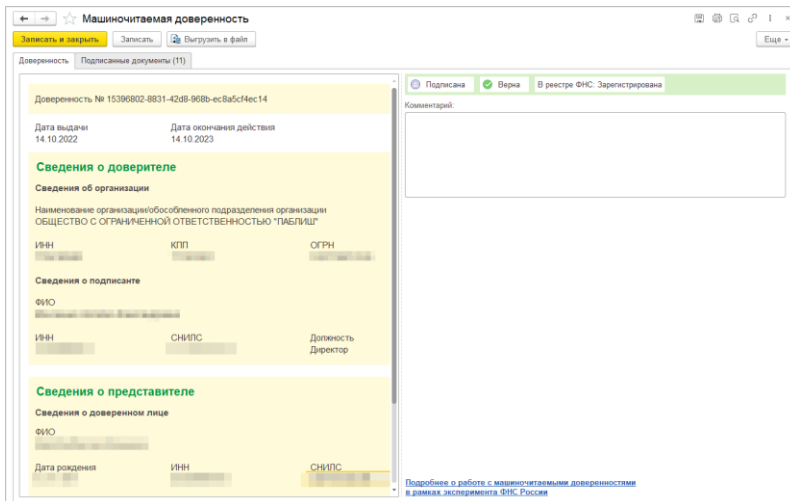 Машиночитаемая доверенность
Записать и закрыть Записать Выгрузить в файл Еще
Доверенность Подписанные документы (11)
Доверенность № 15396802-8831-42d8-968b-ec8a5cf4ec14
Подписана Верна В реестре ФНС: Зарегистрирована
Комментарий:
Дата выдачи Дата окончания действия
14.10.2022 14.10.2023
Сведения о доверителе
Сведения об организации
Наименование организации/обособленного подразделения организации
ОБЩЕСТВО С ОГРАНИЧЕННОЙ ОТВЕТСТВЕННОСТЬЮ "ПАБЛИШ"
ИНН КПП ОГРН
Сведения о подписанте
ФИО
ИНН СНИЛС Должность
Директор
Сведения о представителе
Сведения о доверенном лице
ФИО
Дата рождения ИНН СНИЛС
Подробнее о работе с машиночитаемыми доверенностями
в рамках эксперимента ФНС России